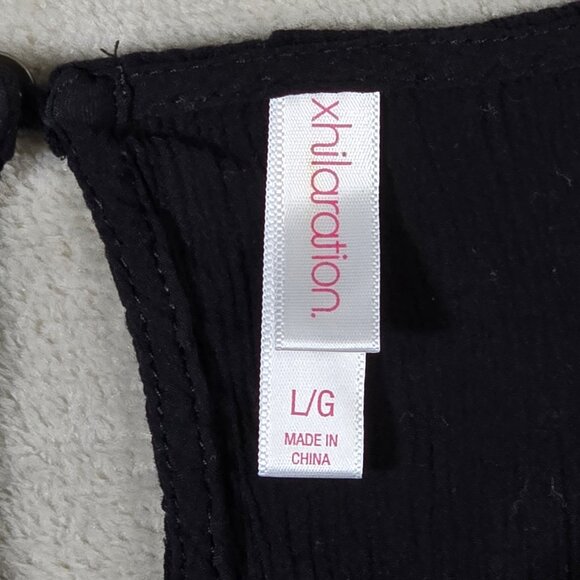 xhilaration.
L/G
MADE IN
CHINA